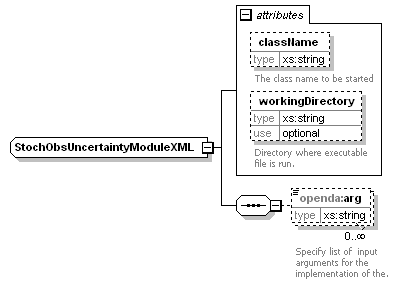 attributes
className
type xs:string
The class name to be started
workingDirectory
type xs:string
use optional
Directory where executable
file is run.
StochObsUncertaintyModuleXML
openda:arg
type xs:string
0..∞
Specify list of input
arguments for the
implementation of the.